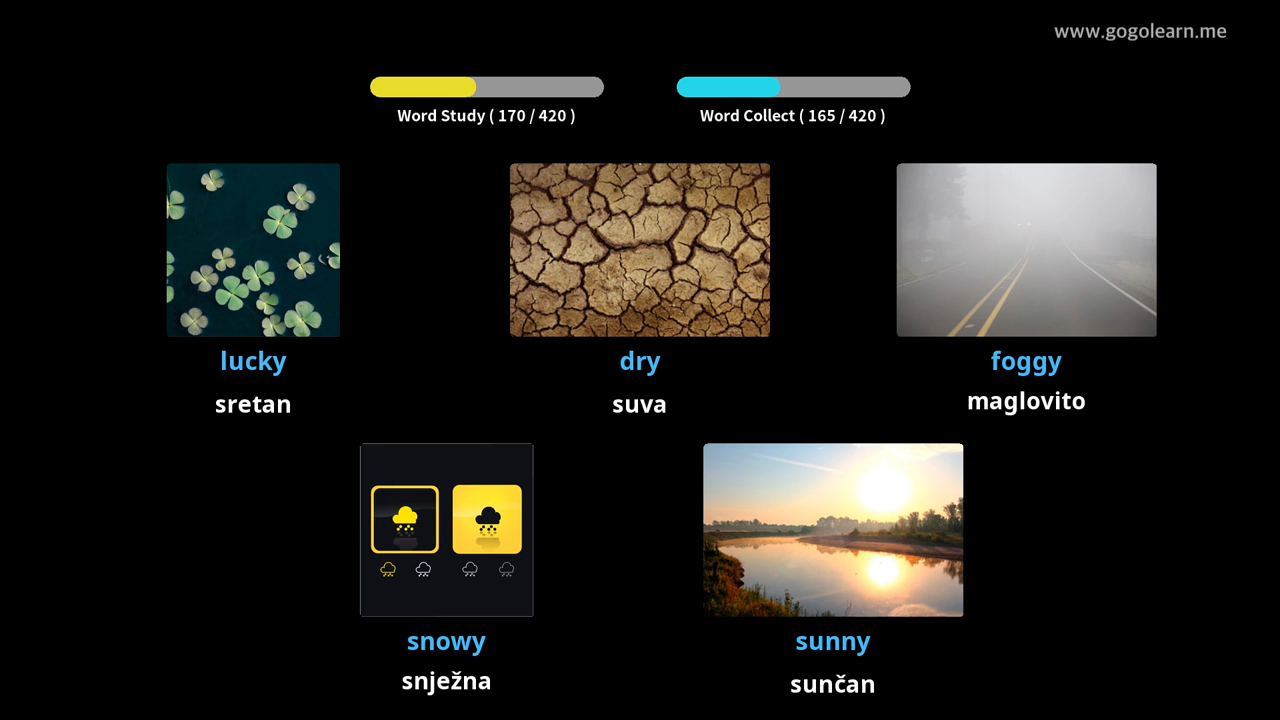 www.gogolearn.me
Word Study ( 170 / 420 )
Word Collect ( 165 / 420 )
lucky
sretan
dry
suva
foggy
maglovito
snowy
snježna
sunny
sunčan